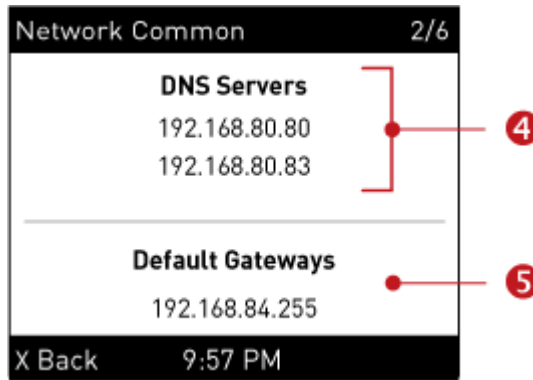 Network Common 2/6
DNS Servers
192.168.80.80
192.168.80.83
4
Default Gateways
192.168.84.255
5
X Back 9:57 PM